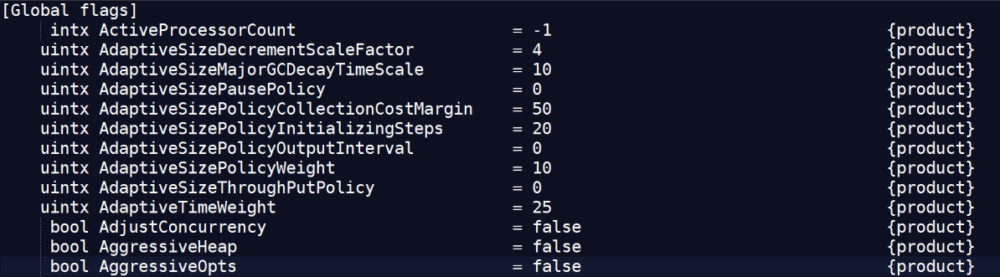 [Global flags]
intx ActiveProcessorCount = -1 {product}
uintx AdaptiveSizeDecrementScaleFactor = 4 {product}
uintx AdaptiveSizeMajorGCDecayTimeScale = 10 {product}
uintx AdaptiveSizePausePolicy = 0 {product}
uintx AdaptiveSizePolicyCollectionCostMargin = 50 {product}
uintx AdaptiveSizePolicyInitializingSteps = 20 {product}
uintx AdaptiveSizePolicyOutputInterval = 0 {product}
uintx AdaptiveSizePolicyWeight = 10 {product}
uintx AdaptiveSizeThroughPutPolicy = 0 {product}
uintx AdaptiveTimeWeight = 25 {product}
bool AdjustConcurrency = false {product}
bool AggressiveHeap = false {product}
bool AggressiveOpts = false {product}